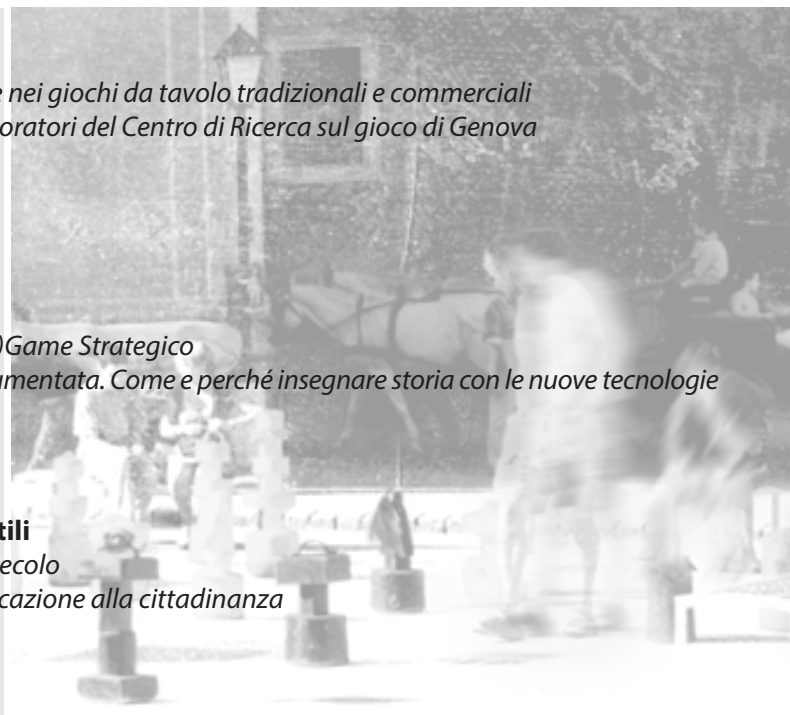 e nei giochi da tavolo tradizionali e commerciali
oratori del Centro di Ricerca sul gioco di Genova
)Game Strategico
umentata. Come e perché insegnare storia con le nuove tecnologie
tili
ecolo
cazione alla cittadinanza